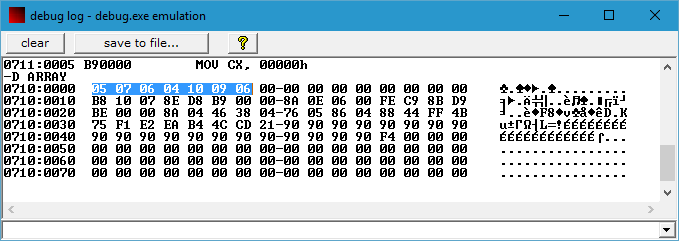 debug log - debug.exe emulation
clear
save to file...
?
0711:0005 B90000 MOV CX, 00000h
-D ARRAY
0710:0000 05 07 06 04 10 09 06 00-00 00 00 00 00 00 00 00 ♣.♠♦►.♠.........
0710:0010 B8 10 07 8E D8 B9 00 00-8A 0E 06 00 FE C9 8B D9 ╕►.Ä╪╣..è♫♠.■╔ï┘
0710:0020 BE 00 00 8A 04 46 38 04-76 05 86 04 88 44 FF 4B ╛..è♦F8♦v♣å♦êD.K
0710:0030 75 F1 E2 EA B4 4C CD 21-90 90 90 90 90 90 90 90 u±ΓΩ┤L═!ÉÉÉÉÉÉÉÉ
0710:0040 90 90 90 90 90 90 90 90-90 90 90 90 F4 00 00 00 ÉÉÉÉÉÉÉÉÉÉÉÉ⌠...
0710:0050 00 00 00 00 00 00 00 00-00 00 00 00 00 00 00 00 ................
0710:0060 00 00 00 00 00 00 00 00-00 00 00 00 00 00 00 00 ................
0710:0070 00 00 00 00 00 00 00 00-00 00 00 00 00 00 00 00 ................